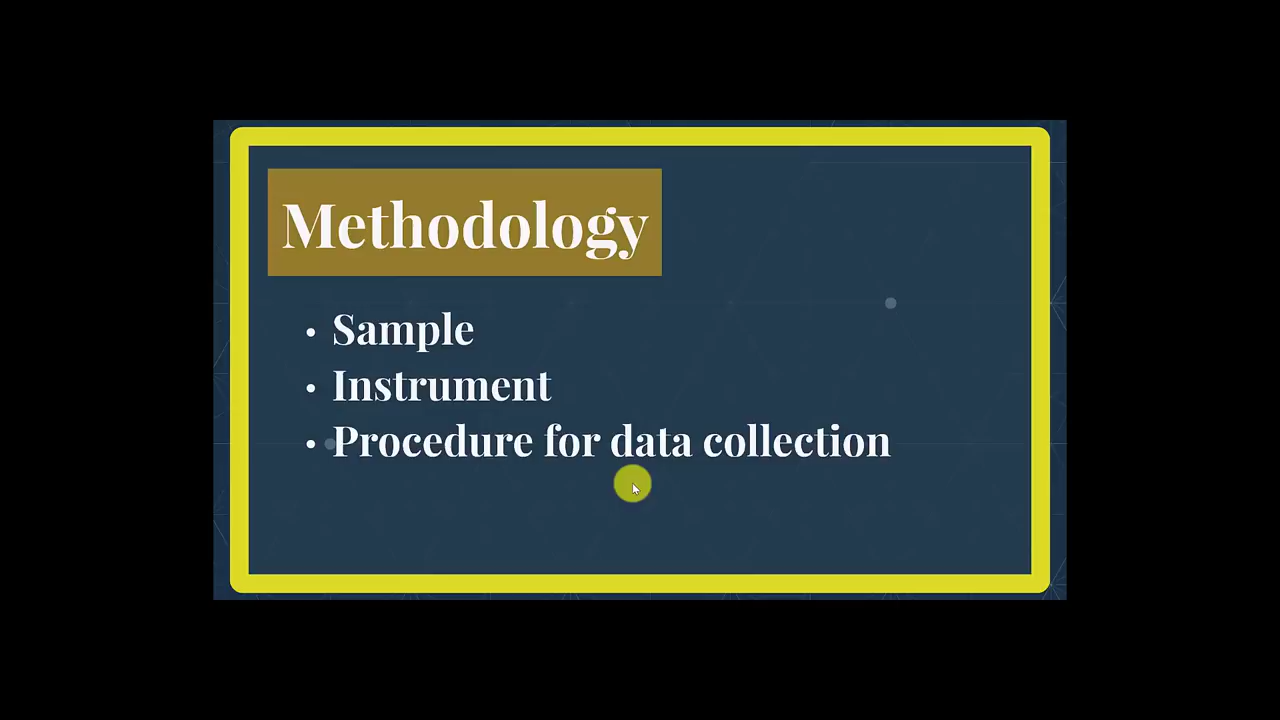 Methodology
• Sample
• Instrument
• Procedure for data collection